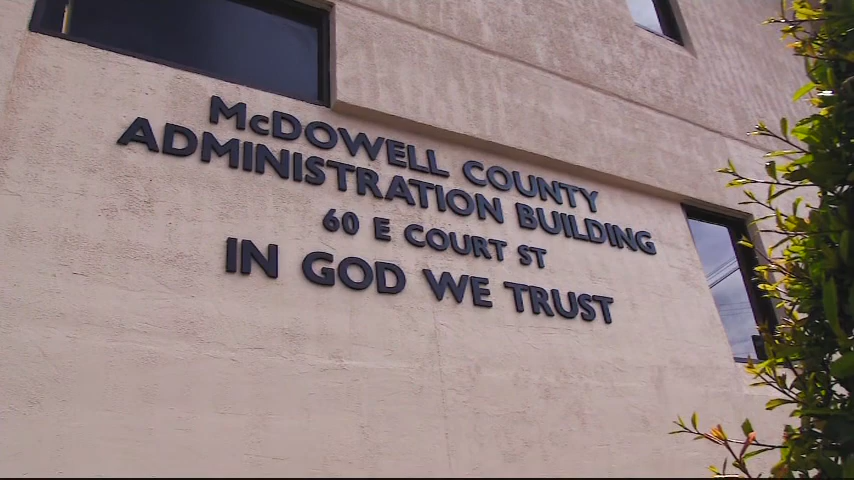 McDOWELL COUNTY
ADMINISTRATION BUILDING
60 E COURT ST
IN GOD WE TRUST